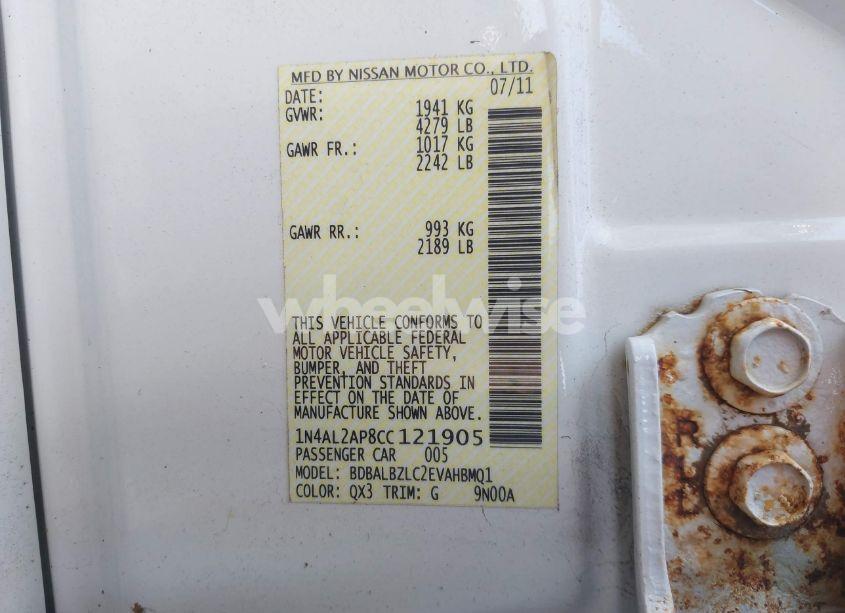 MFD BY NISSAN MOTOR CO., LTD.
DATE: 07/11
GVWR: 1941 KG
4279 LB
GAWR FR.: 1017 KG
2242 LB
GAWR RR.: 993 KG
2189 LB
wheelwise
THIS VEHICLE CONFORMS TO
ALL APPLICABLE FEDERAL
MOTOR VEHICLE SAFETY,
BUMPER, AND THEFT
PREVENTION STANDARDS IN
EFFECT ON THE DATE OF
MANUFACTURE SHOWN ABOVE.
1N4AL2AP8CC121905
PASSENGER CAR 005
MODEL: BDBALBZLC2EVAHBMQ1
COLOR: QX3 TRIM: G 9N00A